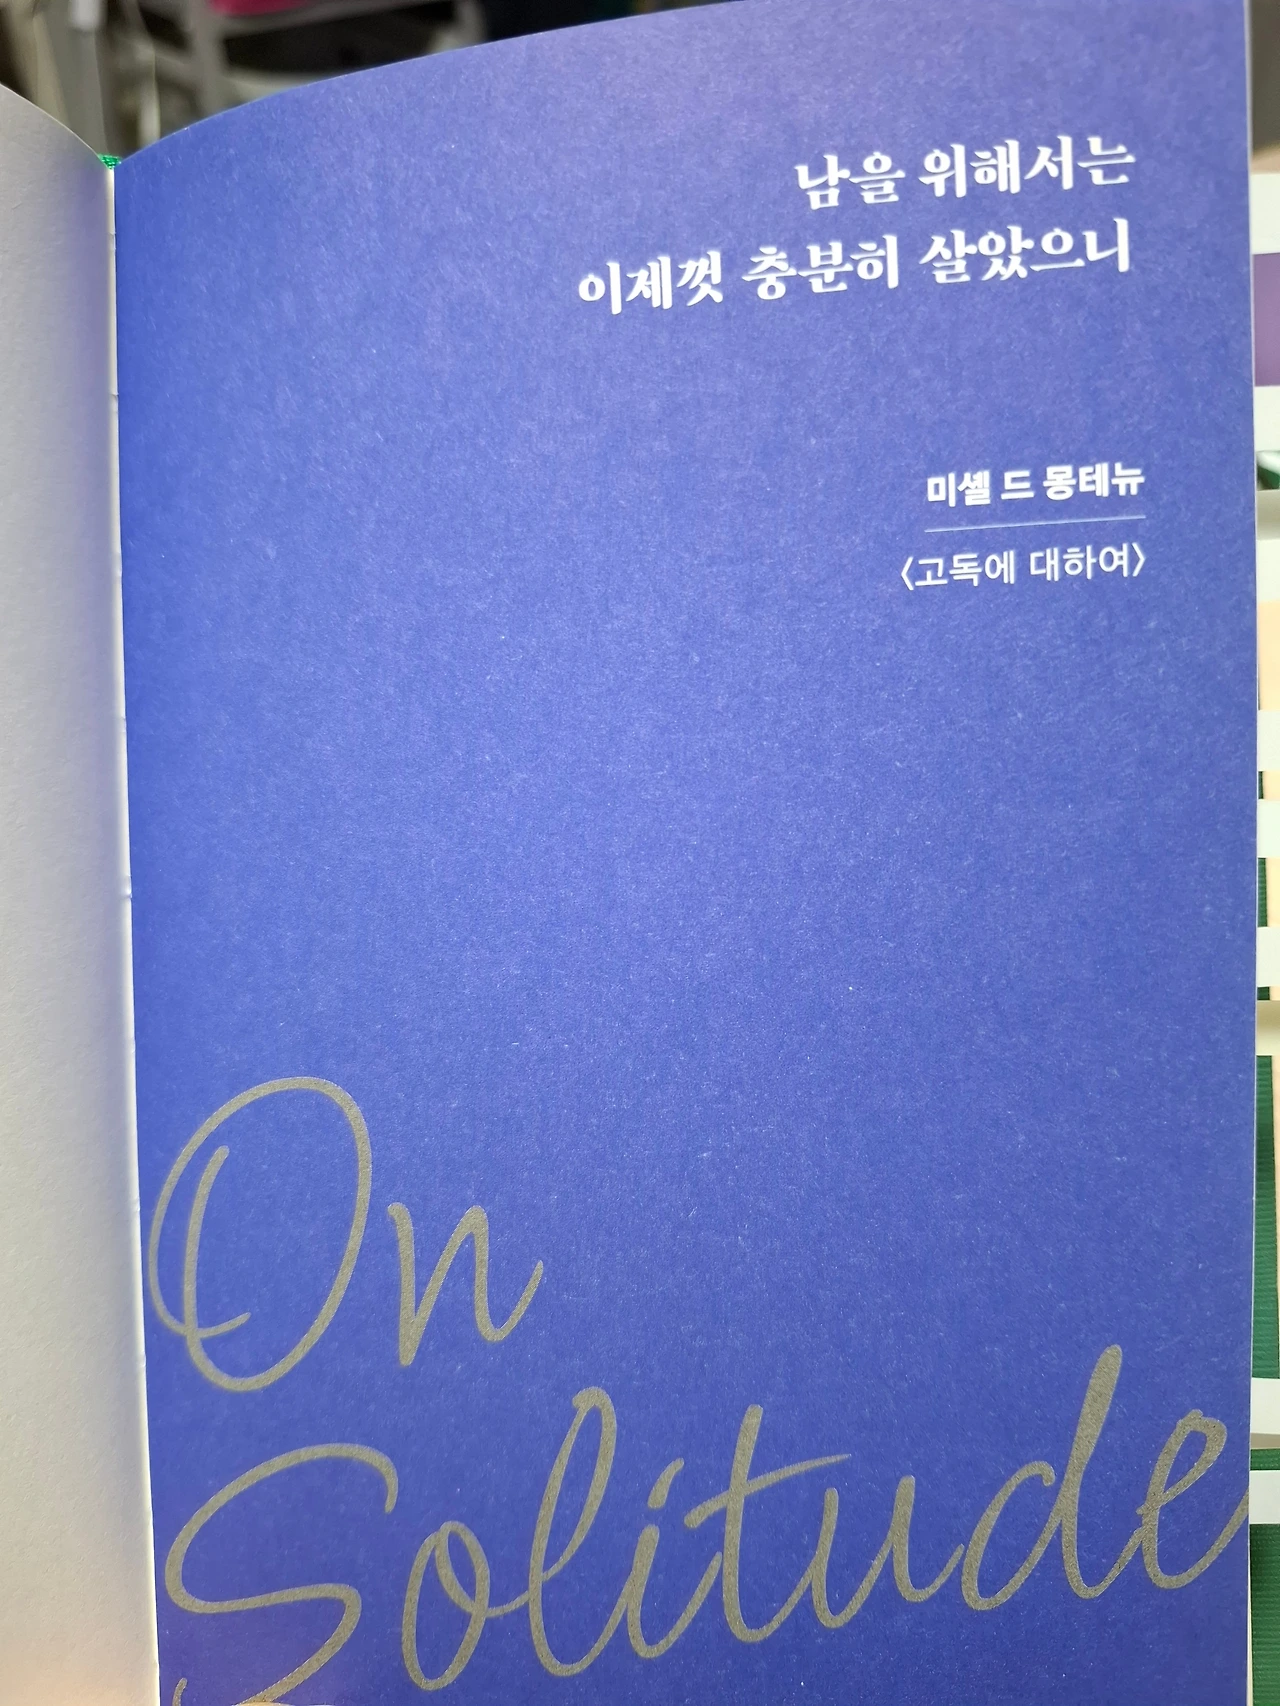 남을 위해서는
이제껏 충분히 살았으니
미셸 드 몽테뉴
〈고독에 대하여〉
On
Solitude